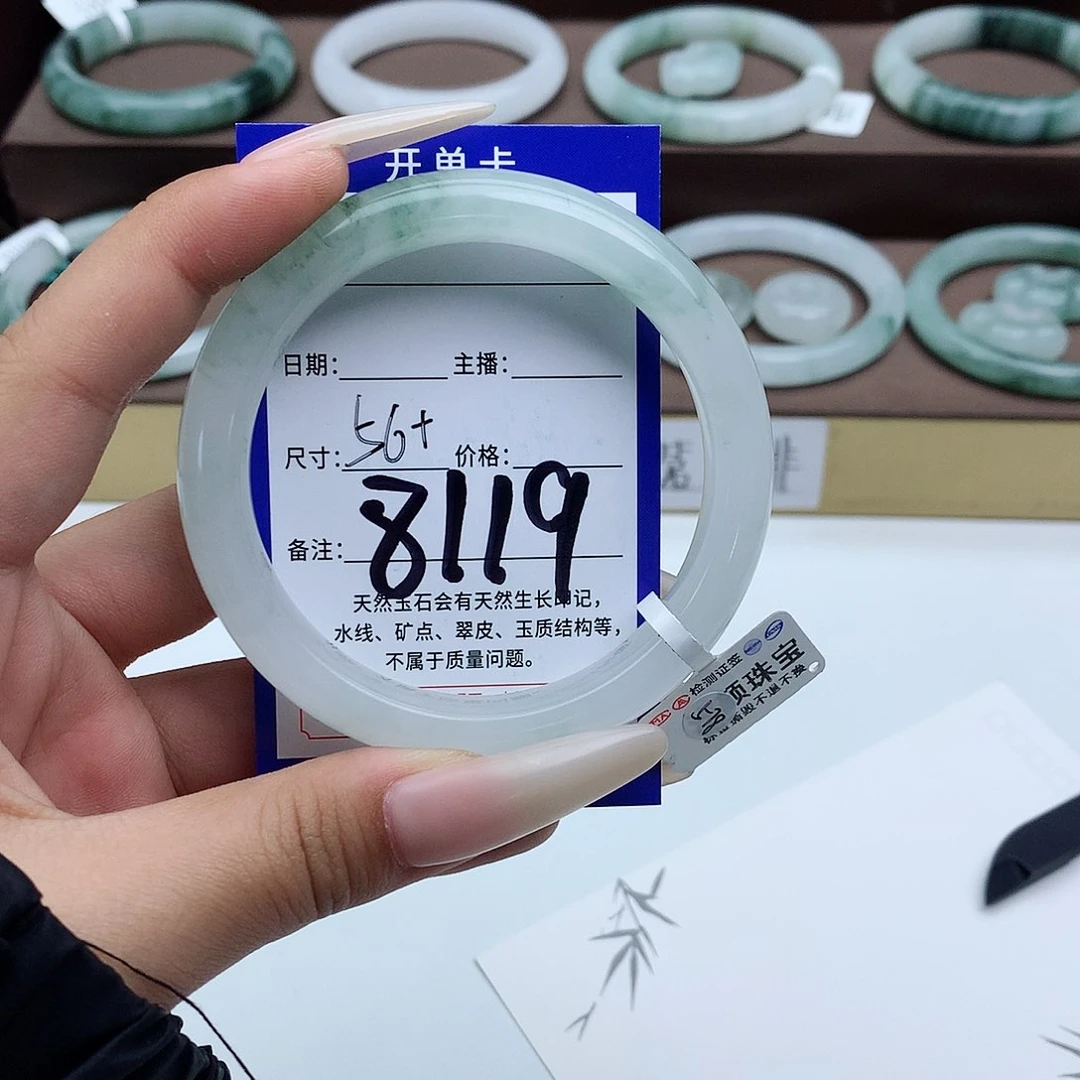 开单卡
日期： 主播：
尺寸： 56+ 价格：
8119
备注：
天然玉石会有天然生长印记，
水线、矿点、翠皮、玉质结构等，
不属于质量问题。
检测证签
珠宝
58